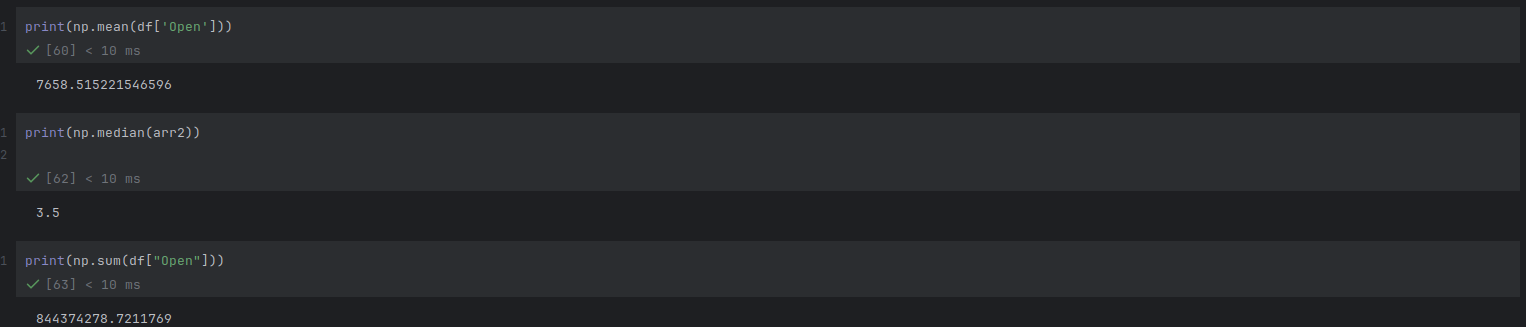 1 print(np.mean(df['Open']))
[60] < 10 ms
7658.515221546596
1 print(np.median(arr2))
2
[62] < 10 ms
3.5
1 print(np.sum(df["Open"]))
[63] < 10 ms
844374278.7211769